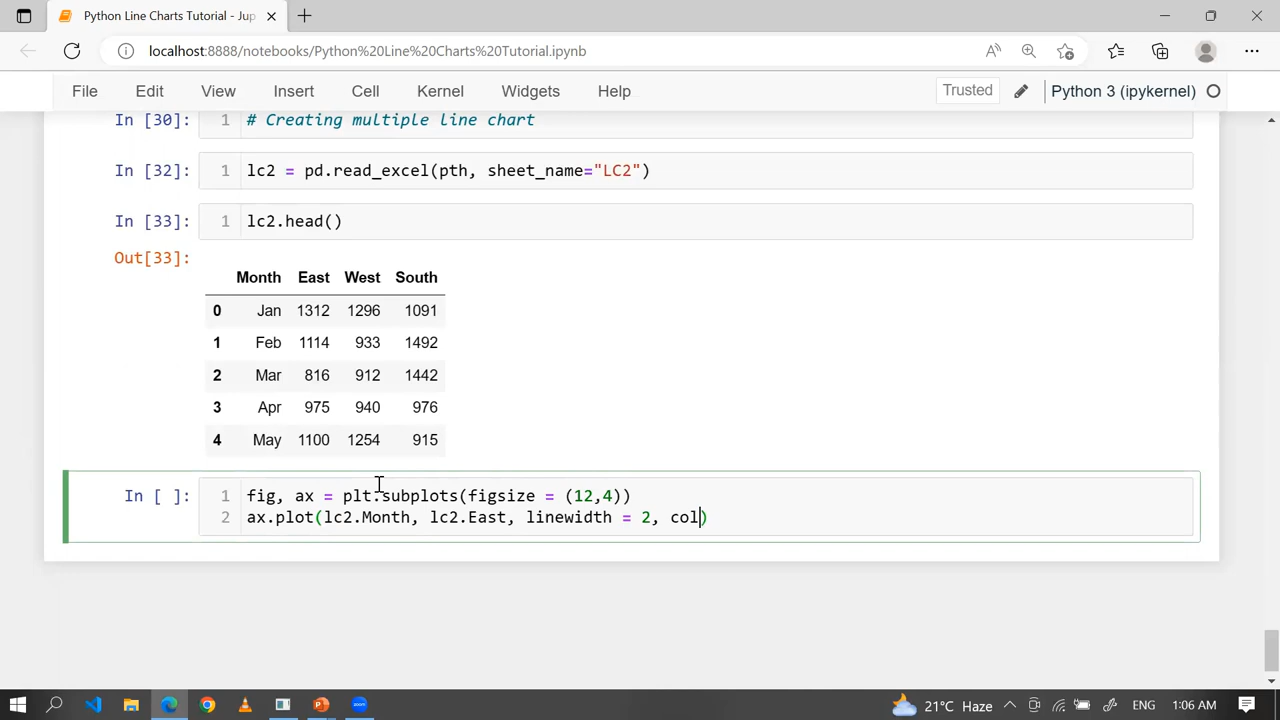 Python Line Charts Tutorial - Jup
localhost:8888/notebooks/Python%20Line%20Charts%20Tutorial.ipynb
File Edit View Insert Cell Kernel Widgets Help Trusted Python 3 (ipykernel)
In [30]: 1 # Creating multiple line chart
In [32]: 1 lc2 = pd.read_excel(pth, sheet_name="LC2")
In [33]: 1 lc2.head()
Out[33]:
Month East West South
0 Jan 1312 1296 1091
1 Feb 1114 933 1492
2 Mar 816 912 1442
3 Apr 975 940 976
4 May 1100 1254 915
In [ ]: 1 fig, ax = plt.subplots(figsize = (12,4))
2 ax.plot(lc2.Month, lc2.East, linewidth = 2, col)
21°C Haze ENG 1:06 AM